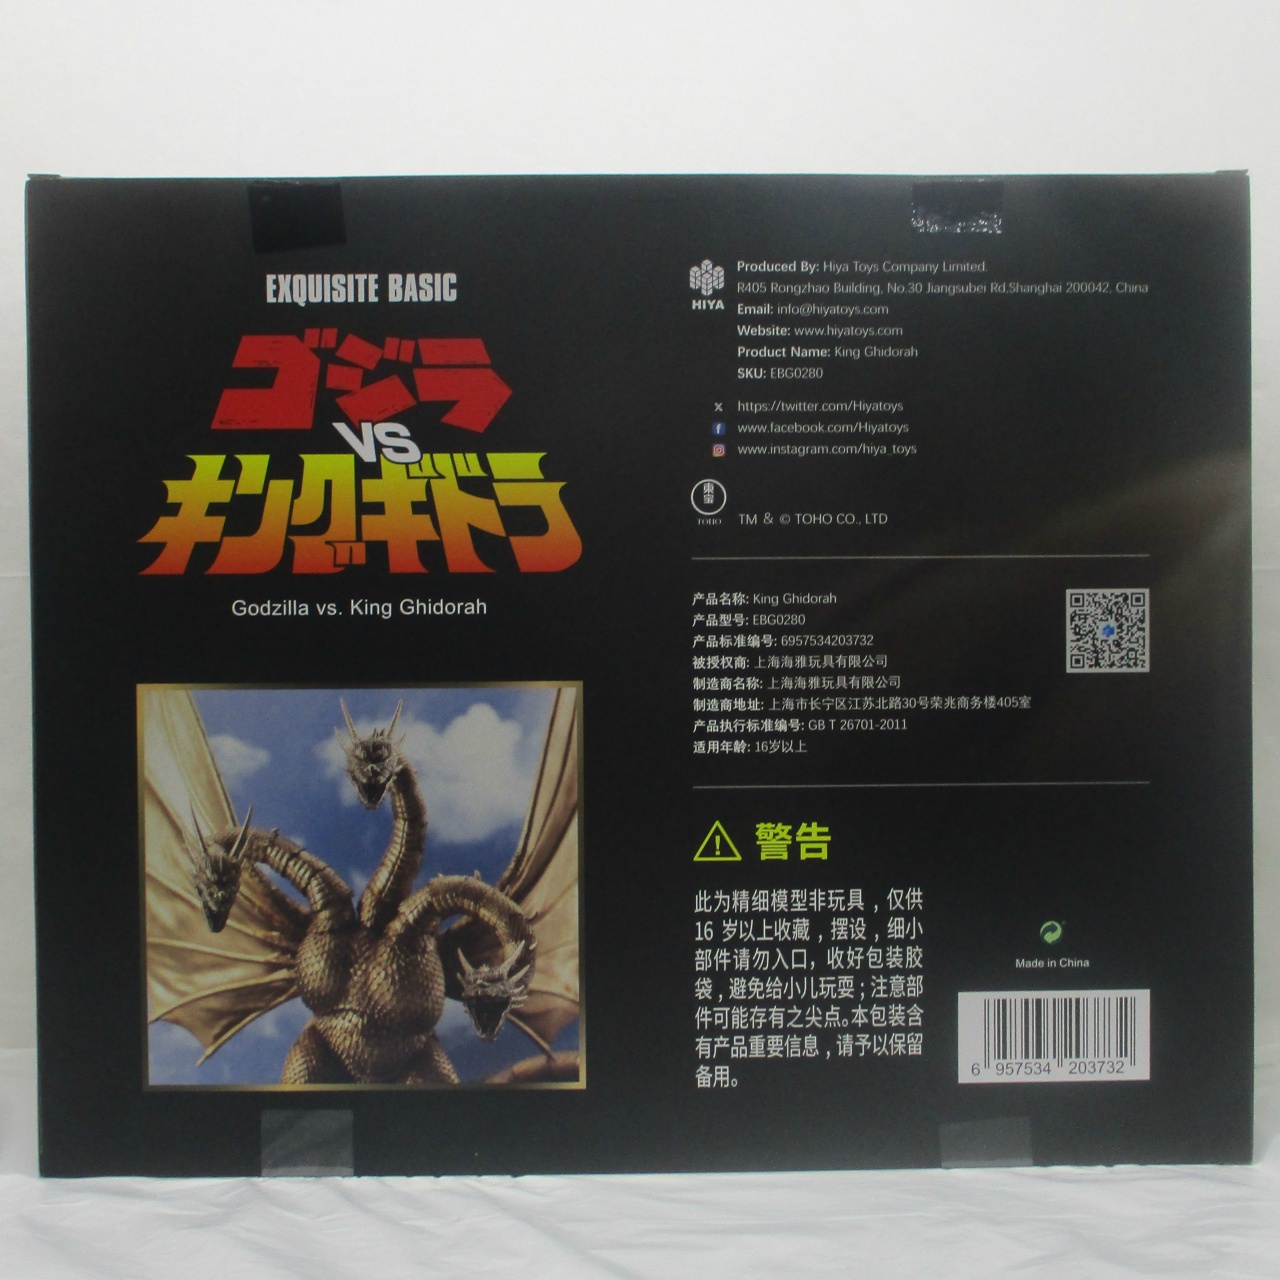 EXQUISITE BASIC
ゴジラ
VS
キングギドラ
Godzilla vs. King Ghidorah
HIYA
Produced By: Hiya Toys Company Limited.
R405 Rongzhao Building, No.30 Jiangsubei Rd.Shanghai 200042, China
Email: info@hiyatoys.com
Website: www.hiyatoys.com
Product Name: King Ghidorah
SKU: EBG0280
https://twitter.com/Hiyatoys
www.facebook.com/Hiyatoys
www.instagram.com/hiya_toys
東宝
TOHO
TM & © TOHO CO., LTD
产品名称: King Ghidorah
产品型号: EBG0280
产品标准编号: 6957534203732
被授权商: 上海海雅玩具有限公司
制造商名称: 上海海雅玩具有限公司
制造商地址: 上海市长宁区江苏北路30号荣兆商务楼405室
产品执行标准编号: GB T 26701-2011
适用年龄: 16岁以上
警告
此为精细模型非玩具，仅供
16 岁以上收藏，摆设，细小
部件请勿入口，收好包装胶
袋，避免给小儿玩耍；注意部
件可能存有之尖点。本包装含
有产品重要信息，请予以保留
备用。
Made in China
6 957534 203732